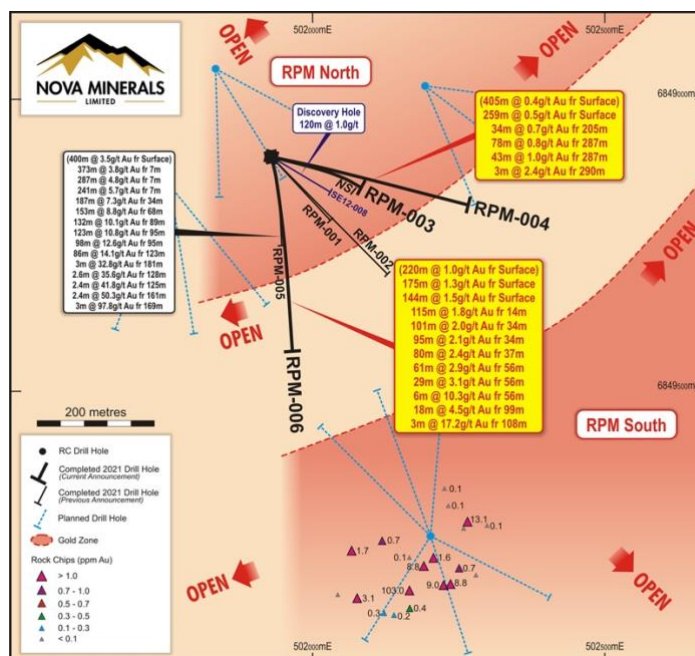 502000mE
502500mE
OPEN
OPEN
NOVA MINERALS
LIMITED
RPM North
6849000mN
Discovery Hole
120m @ 1.0g/t
(405m @ 0.4g/t Au fr Surface)
259m @ 0.5g/t Au fr Surface
34m @ 0.7g/t Au fr 205m
78m @ 0.8g/t Au fr 287m
43m @ 1.0g/t Au fr 287m
3m @ 2.4g/t Au fr 290m
(400m @ 3.5g/t Au fr Surface)
373m @ 3.8g/t Au fr 7m
287m @ 4.8g/t Au fr 7m
241m @ 5.7g/t Au fr 7m
187m @ 7.3g/t Au fr 34m
153m @ 8.8g/t Au fr 68m
132m @ 10.1g/t Au fr 89m
123m @ 10.8g/t Au fr 95m
98m @ 12.6g/t Au fr 95m
86m @ 14.1g/t Au fr 123m
3m @ 32.8g/t Au fr 181m
2.6m @ 35.6g/t Au fr 128m
2.4m @ 41.8g/t Au fr 125m
2.4m @ 50.3g/t Au fr 161m
3m @ 97.8g/t Au fr 169m
NSI
SE12-008
RPM-003
RPM-004
RPM-001
RPM-002
RPM-005
RPM-006
OPEN
OPEN
(220m @ 1.0g/t Au fr Surface)
175m @ 1.3g/t Au fr Surface
144m @ 1.5g/t Au fr Surface
115m @ 1.8g/t Au fr 14m
101m @ 2.0g/t Au fr 34m
95m @ 2.1g/t Au fr 34m
80m @ 2.4g/t Au fr 37m
61m @ 2.9g/t Au fr 56m
29m @ 3.1g/t Au fr 56m
6m @ 10.3g/t Au fr 56m
18m @ 4.5g/t Au fr 99m
3m @ 17.2g/t Au fr 108m
6849500mN
RPM South
200 metres
RC Drill Hole
Completed 2021 Drill Hole
(Current Announcement)
Completed 2021 Drill Hole
(Previous Announcement)
Planned Drill Hole
Gold Zone
Rock Chips (ppm Au)
> 1.0
0.7 - 1.0
0.5 - 0.7
0.3 - 0.5
0.1 - 0.3
< 0.1
0.1
0.1
13.1
0.1
0.7
1.7
0.1
1.6
8.8
0.7
103.0
9.0
8.8
3.1
0.4
0.3
0.2
OPEN
OPEN
502000mE
502500mE